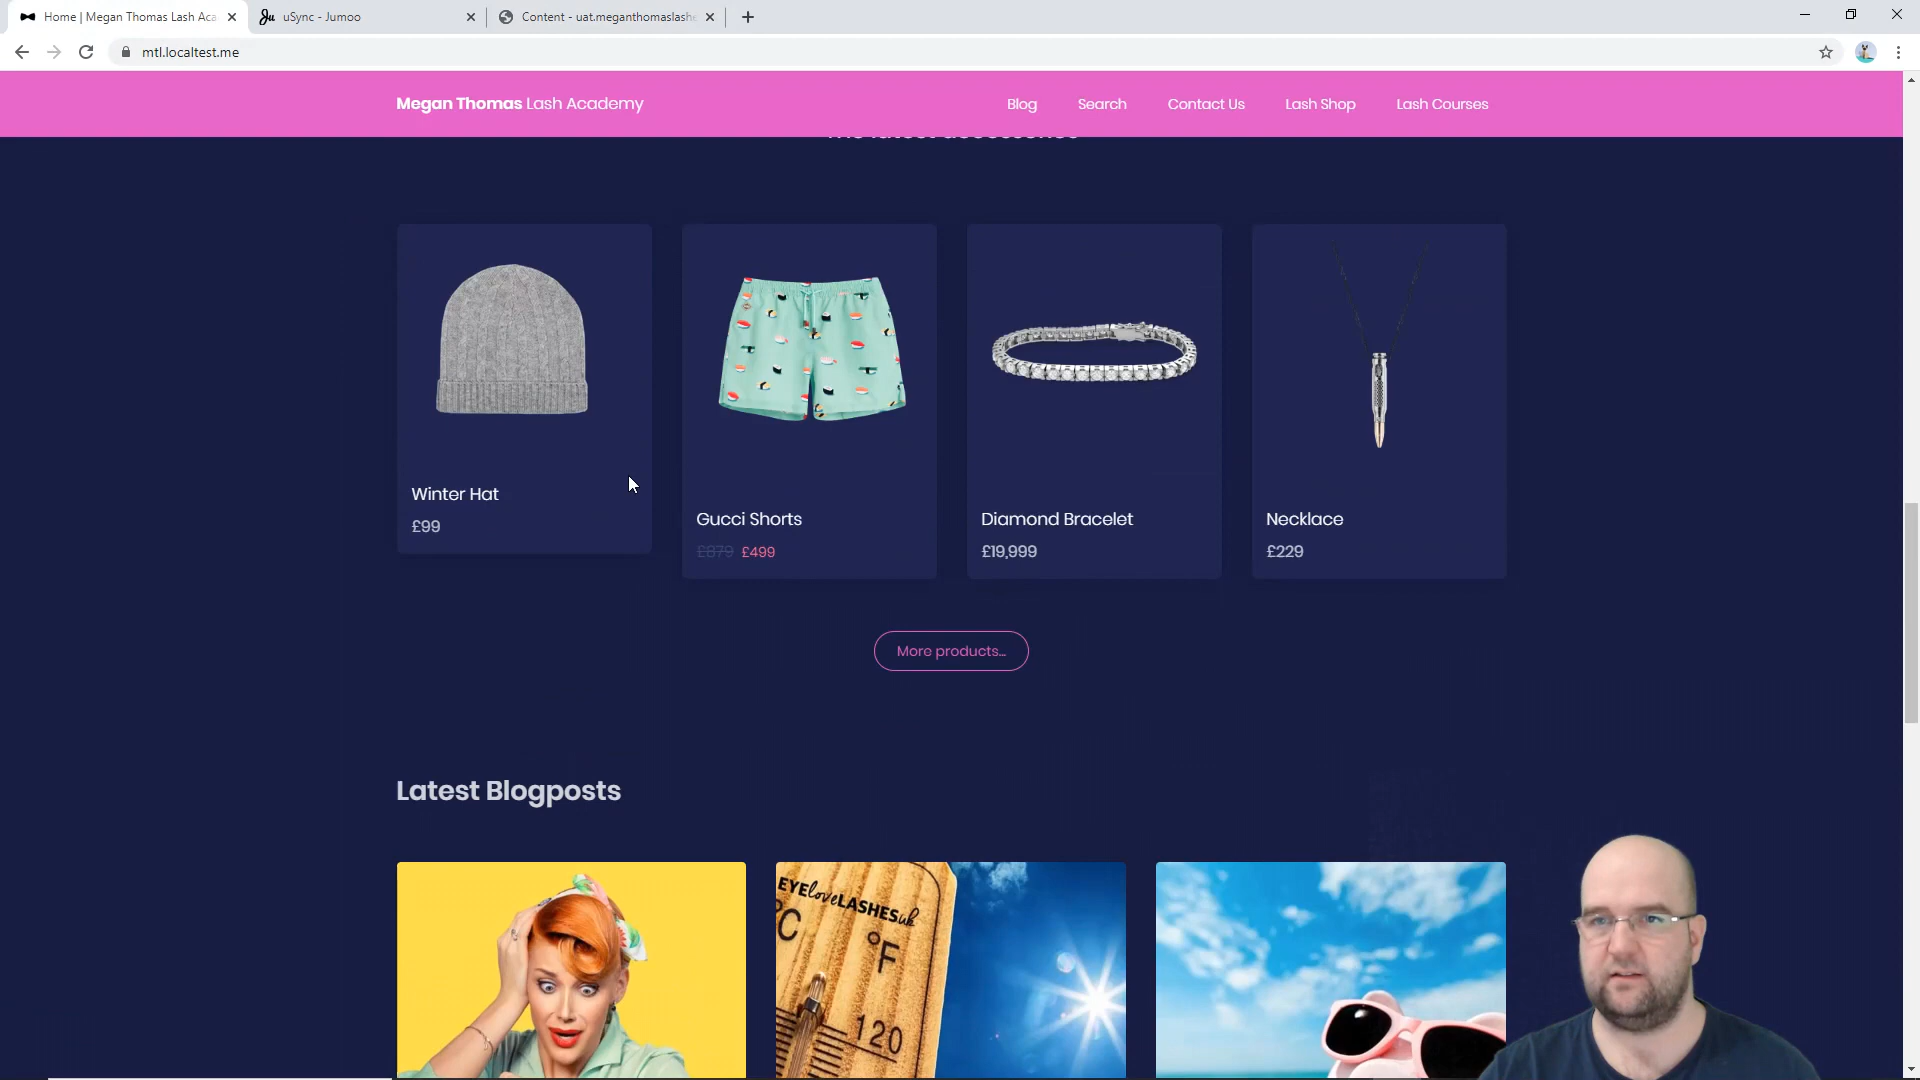 Home | Megan Thomas Lash Aca
uSync - Jumoo
Content - uat.meganthomaslashe
mtl.localtest.me
Megan Thomas Lash Academy
Blog
Search
Contact Us
Lash Shop
Lash Courses
Winter Hat
£99
Gucci Shorts
£879 £499
Diamond Bracelet
£19,999
Necklace
£229
More products...
Latest Blogposts
EYEloveLASHESuk
°C
°F
120